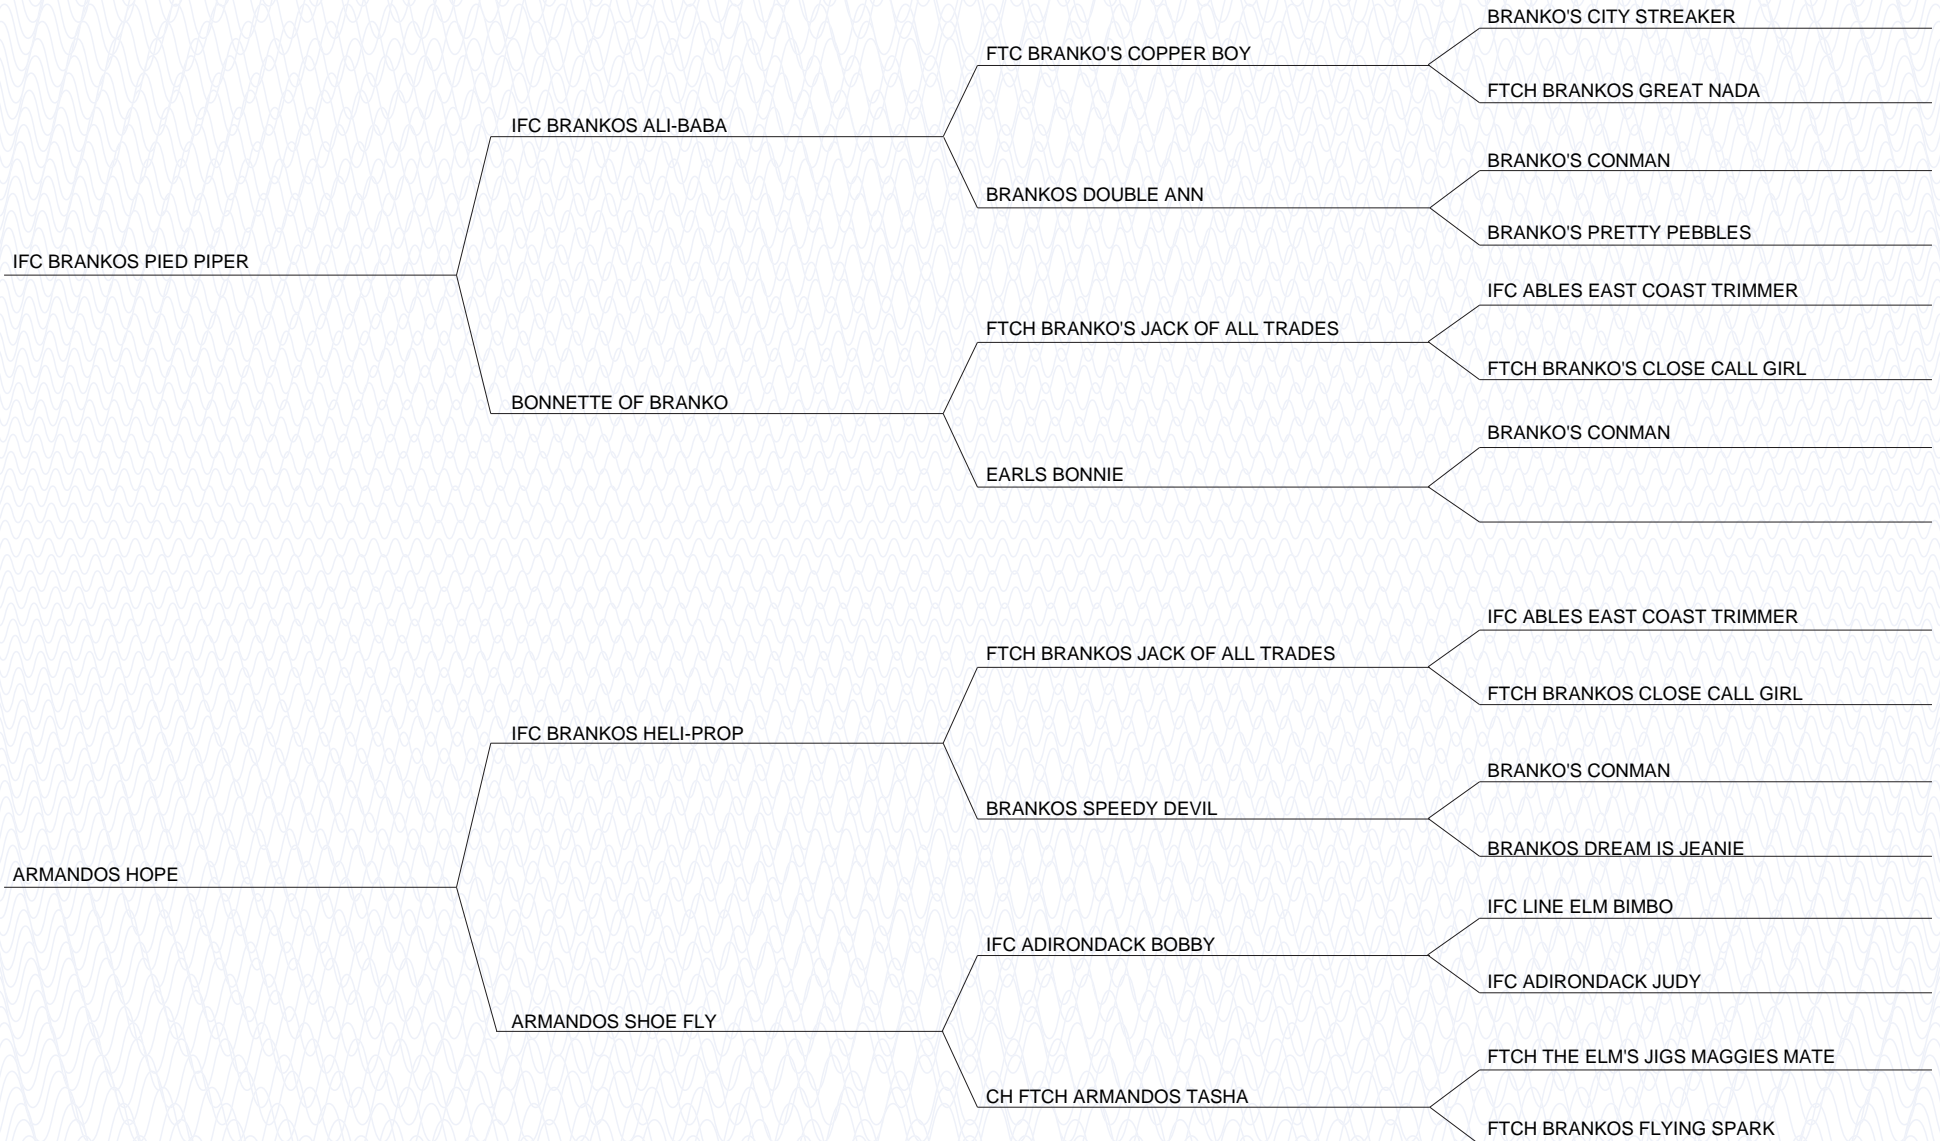 BRANKO'S CITY STREAKER
FTC BRANKO'S COPPER BOY
FTCH BRANKOS GREAT NADA
IFC BRANKOS ALI-BABA
BRANKO'S CONMAN
BRANKOS DOUBLE ANN
BRANKO'S PRETTY PEBBLES
IFC BRANKOS PIED PIPER
IFC ABLES EAST COAST TRIMMER
FTCH BRANKO'S JACK OF ALL TRADES
FTCH BRANKO'S CLOSE CALL GIRL
BONNETTE OF BRANKO
BRANKO'S CONMAN
EARLS BONNIE
IFC ABLES EAST COAST TRIMMER
FTCH BRANKOS JACK OF ALL TRADES
FTCH BRANKOS CLOSE CALL GIRL
IFC BRANKOS HELI-PROP
BRANKO'S CONMAN
BRANKOS SPEEDY DEVIL
BRANKOS DREAM IS JEANIE
ARMANDOS HOPE
IFC LINE ELM BIMBO
IFC ADIRONDACK BOBBY
IFC ADIRONDACK JUDY
ARMANDOS SHOE FLY
FTCH THE ELM'S JIGS MAGGIES MATE
CH FTCH ARMANDOS TASHA
FTCH BRANKOS FLYING SPARK